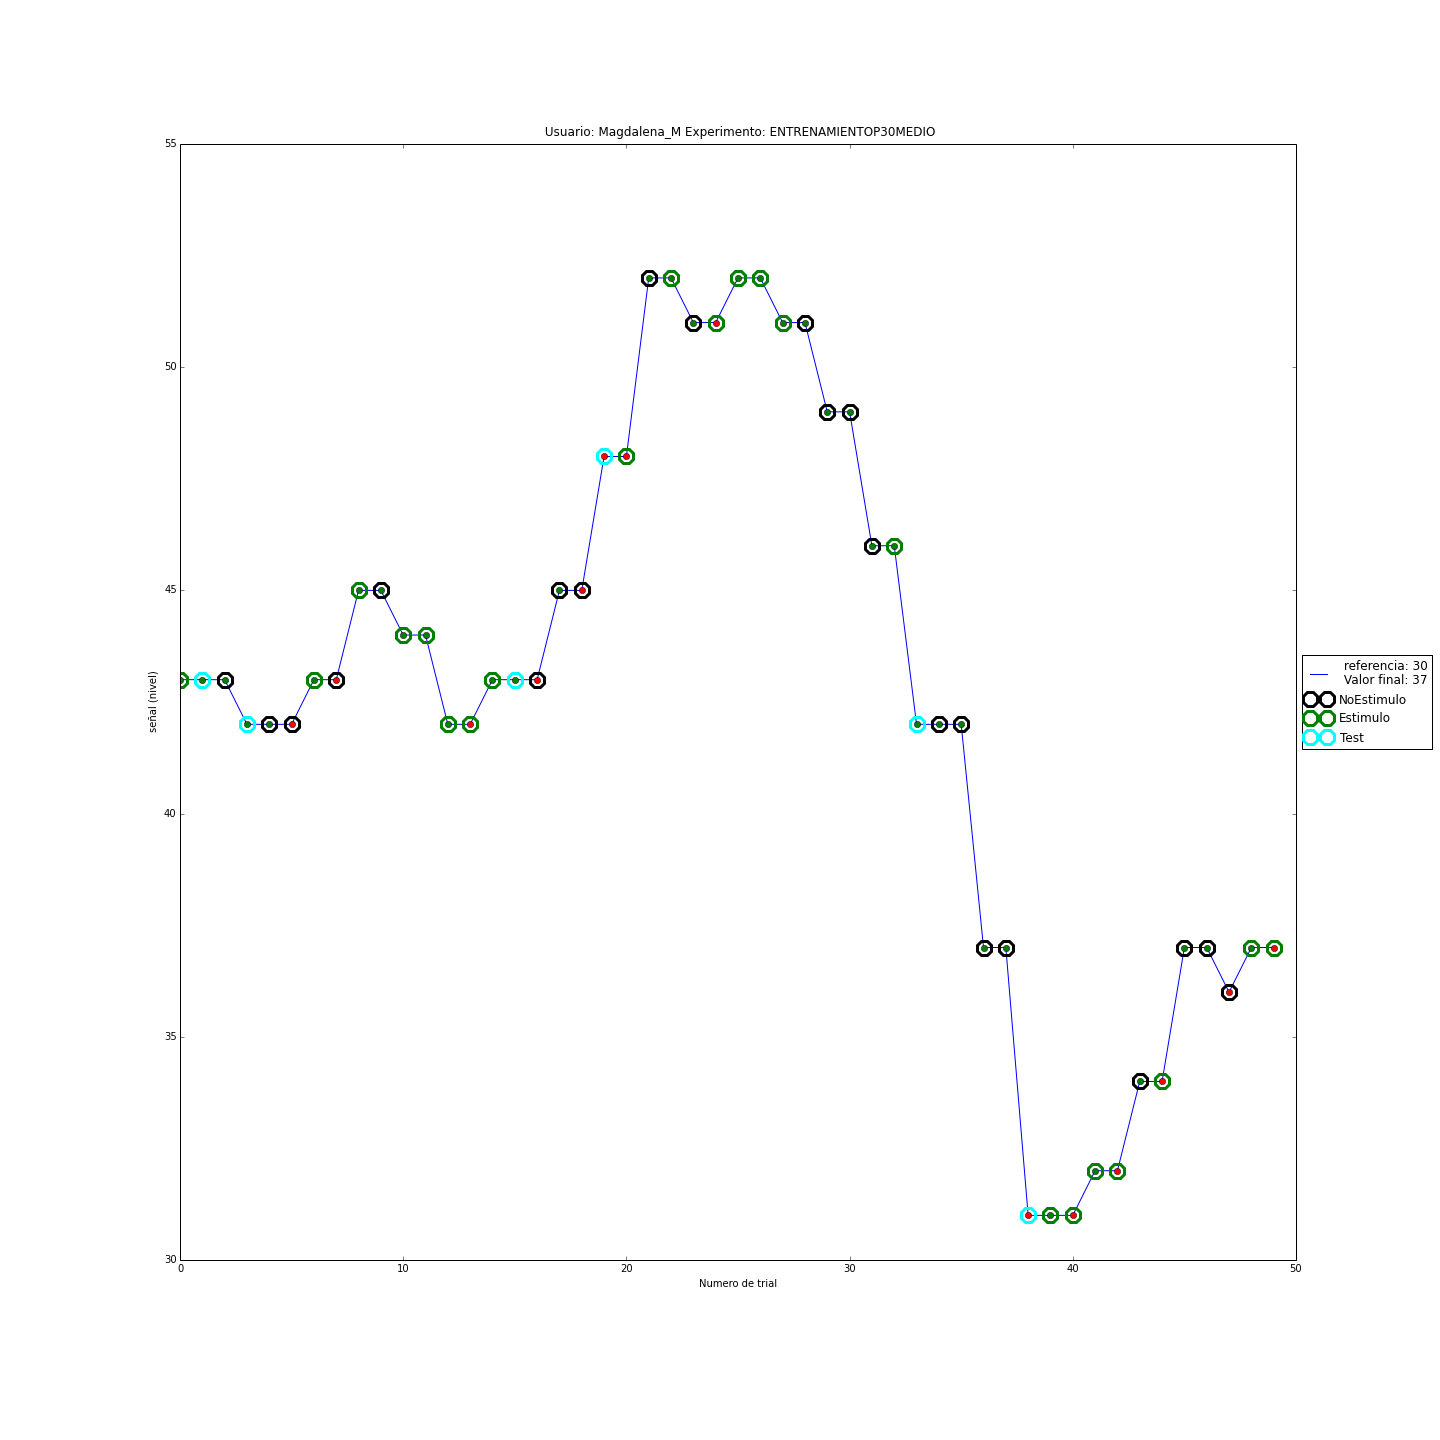 Usuario: Magdalena_M Experimento: ENTRENAMIENTOP30MEDIO
55
50
45
40
35
30
señal (nivel)
0 10 20 30 40 50
Numero de trial
referencia: 30
Valor final: 37
NoEstimulo
Estimulo
Test